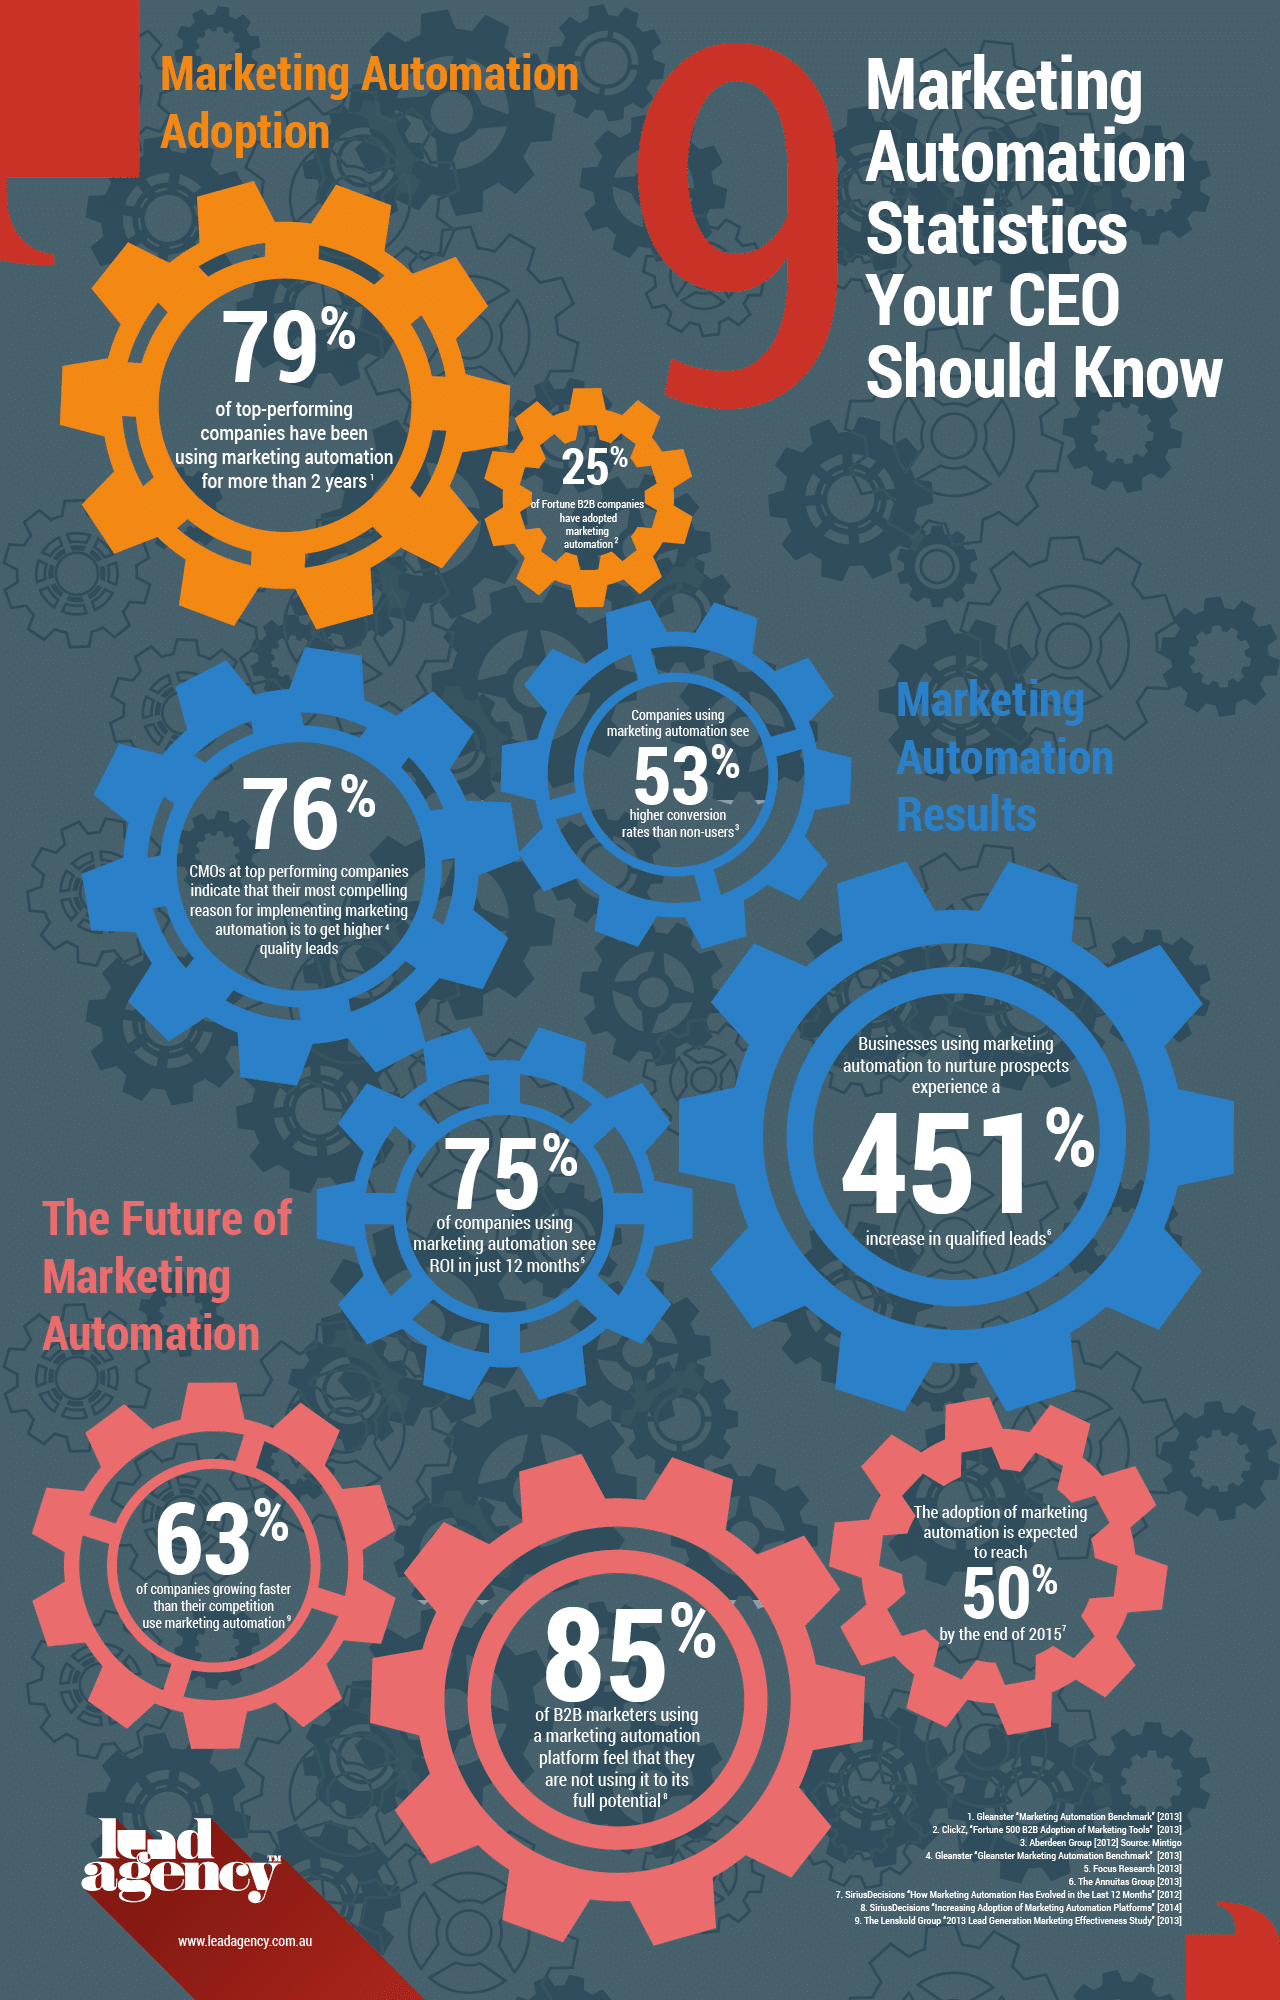 9
Marketing
Automation
Statistics
Your CEO
Should Know
Marketing Automation
Adoption
79%
of top-performing
companies have been
using marketing automation
for more than 2 years 1
25%
of Fortune B2B companies
have adopted
marketing
automation 2
Marketing
Automation
Results
Companies using
marketing automation see
53%
higher conversion
rates than non-users 3
76%
CMOs at top performing companies
indicate that their most compelling
reason for implementing marketing
automation is to get higher 4
quality leads
Businesses using marketing
automation to nurture prospects
experience a
451%
increase in qualified leads 6
75%
of companies using
marketing automation see
ROI in just 12 months 5
The Future of
Marketing
Automation
63%
of companies growing faster
than their competition
use marketing automation 9
85%
of B2B marketers using
a marketing automation
platform feel that they
are not using it to its
full potential 8
The adoption of marketing
automation is expected
to reach
50%
by the end of 2015 7
1. Gleanster “Marketing Automation Benchmark” [2013]
2. ClickZ, “Fortune 500 B2B Adoption of Marketing Tools” [2013]
3. Aberdeen Group [2012] Source: Mintigo
4. Gleanster “Gleanster Marketing Automation Benchmark” [2013]
5. Focus Research [2013]
6. The Annuitas Group [2013]
7. SiriusDecisions “How Marketing Automation Has Evolved in the Last 12 Months” [2012]
8. SiriusDecisions “Increasing Adoption of Marketing Automation Platforms” [2014]
9. The Lenskold Group “2013 Lead Generation Marketing Effectiveness Study” [2013]
lead
agency™
www.leadagency.com.au